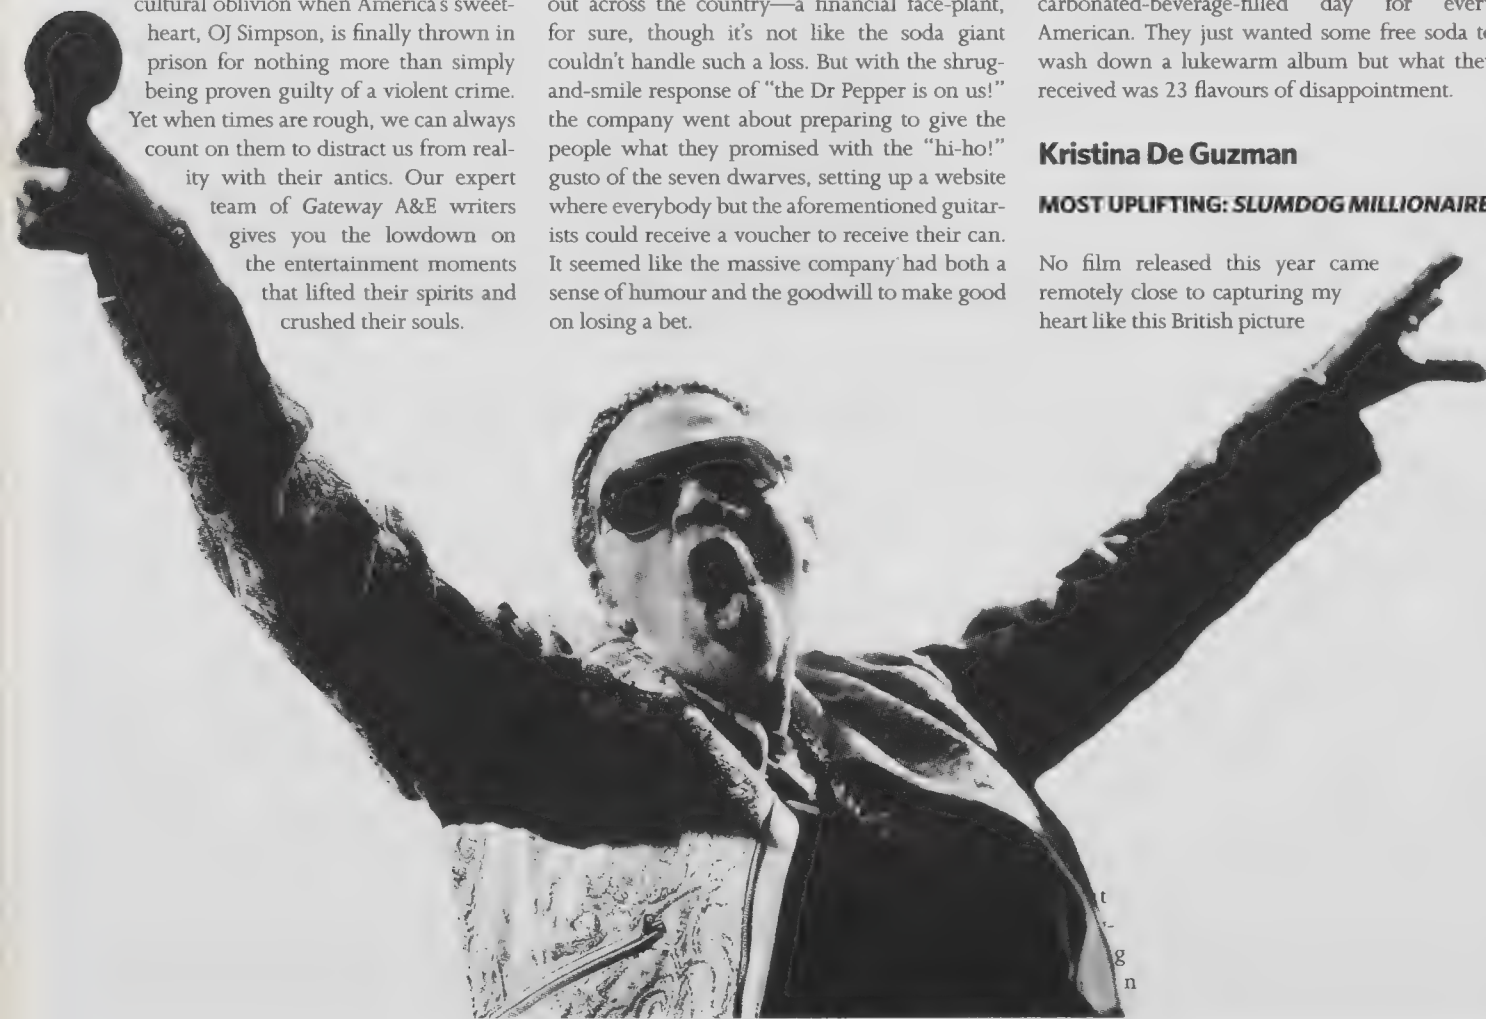 cultural oblivion when America's sweet-
heart, OJ Simpson, is finally thrown in
prison for nothing more than simply
being proven guilty of a violent crime.
Yet when times are rough, we can always
count on them to distract us from real-
ity with their antics. Our expert
team of Gateway A&E writers
gives you the lowdown on
the entertainment moments
that lifted their spirits and
crushed their souls.
out across the country—a financial face-plant,
for sure, though it's not like the soda giant
couldn't handle such a loss. But with the shrug-
and-smile response of "the Dr Pepper is on us!"
the company went about preparing to give the
people what they promised with the "hi-ho!"
gusto of the seven dwarves, setting up a website
where everybody but the aforementioned guitar-
ists could receive a voucher to receive their can.
It seemed like the massive company had both a
sense of humour and the goodwill to make good
on losing a bet.
carbonated-beverage-filled day for ever
American. They just wanted some free soda t
wash down a lukewarm album but what the
received was 23 flavours of disappointment.
Kristina De Guzman
MOST UPLIFTING: SLUMDOG MILLIONAIRE
No film released this year came
remotely close to capturing my
heart like this British picture
t
g
n